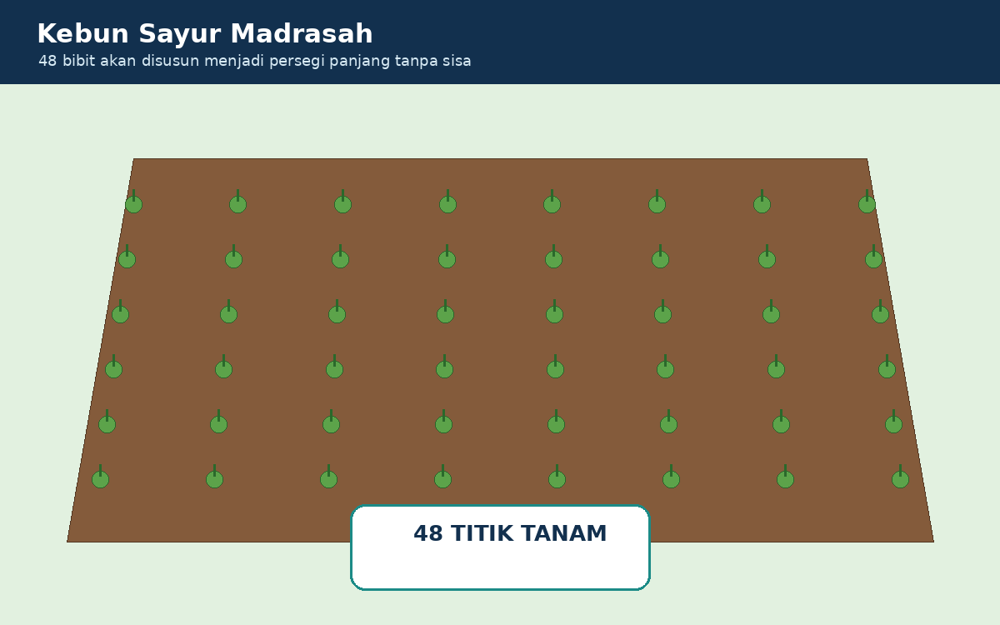 Kebun Sayur Madrasah
48 bibit akan disusun menjadi persegi panjang tanpa sisa
48 TITIK TANAM